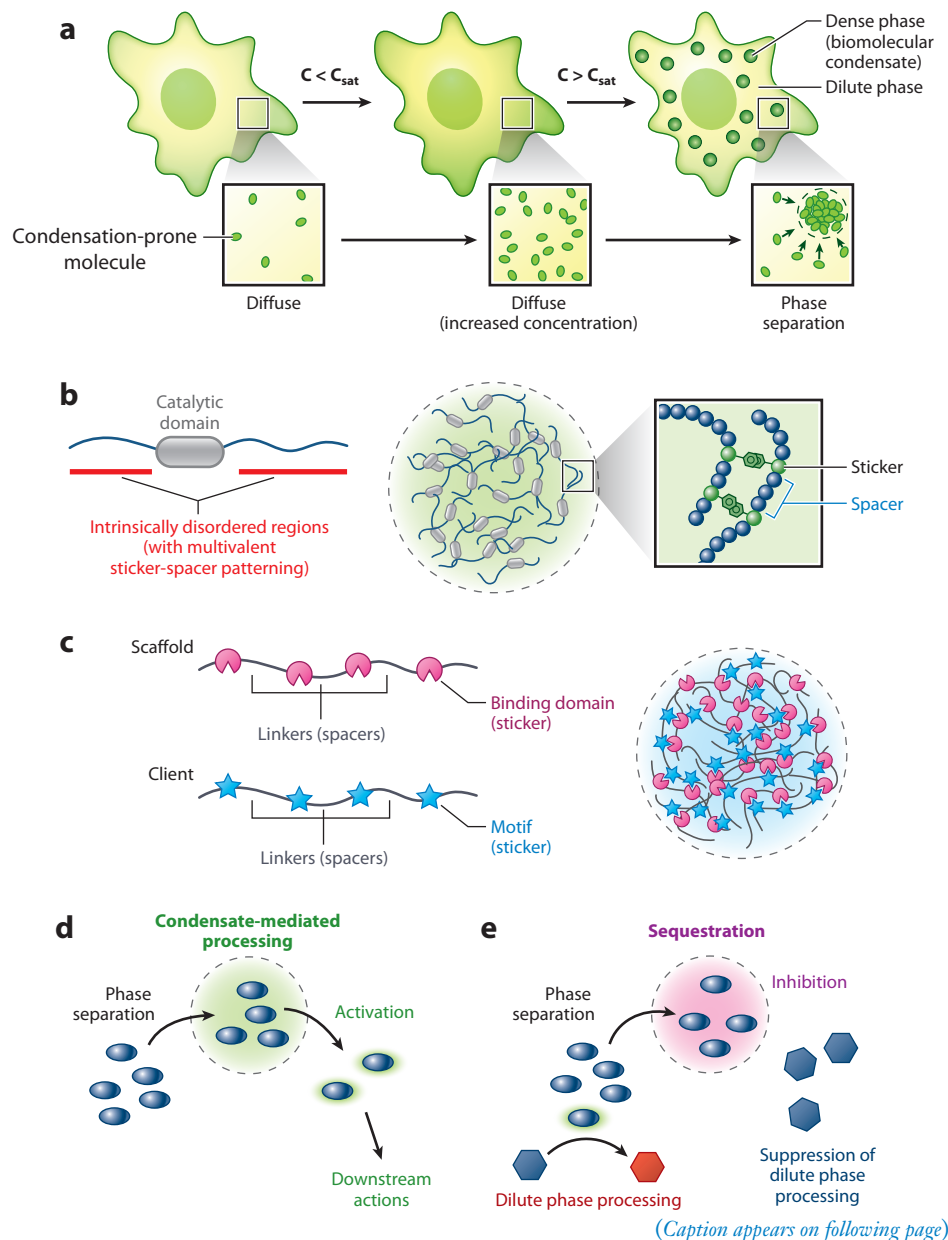 a
C < Csat
C > Csat
Dense phase
(biomolecular
condensate)
Dilute phase
Condensation-prone
molecule
Diffuse
Diffuse
(increased concentration)
Phase
separation
b
Catalytic
domain
Intrinsically disordered regions
(with multivalent
sticker-spacer patterning)
Sticker
Spacer
c
Scaffold
Binding domain
(sticker)
Linkers (spacers)
Client
Motif
(sticker)
Linkers (spacers)
d
Condensate-mediated
processing
Phase
separation
Activation
Downstream
actions
e
Sequestration
Phase
separation
Inhibition
Dilute phase processing
Suppression of
dilute phase
processing
(Caption appears on following page)